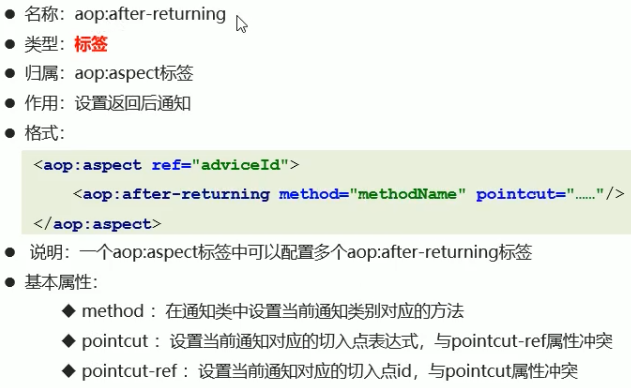 ● 名称：aop:after-returning
● 类型：标签
● 归属：aop:aspect标签
● 作用：设置返回后通知
● 格式：
<aop:aspect ref="adviceId">
<aop:after-returning method="methodName" pointcut="……"/>
</aop:aspect>
● 说明：一个aop:aspect标签中可以配置多个aop:after-returning标签
● 基本属性：
◆ method ：在通知类中设置当前通知类别对应的方法
◆ pointcut ：设置当前通知对应的切入点表达式，与pointcut-ref属性冲突
◆ pointcut-ref ：设置当前通知对应的切入点id，与pointcut属性冲突